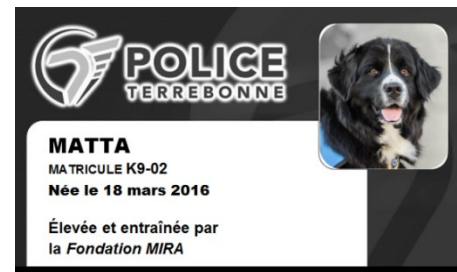 POLICE
TERREBONNE
MATTA
MATRICULE K9-02
Née le 18 mars 2016
Élevée et entraînée par
la Fondation MIRA